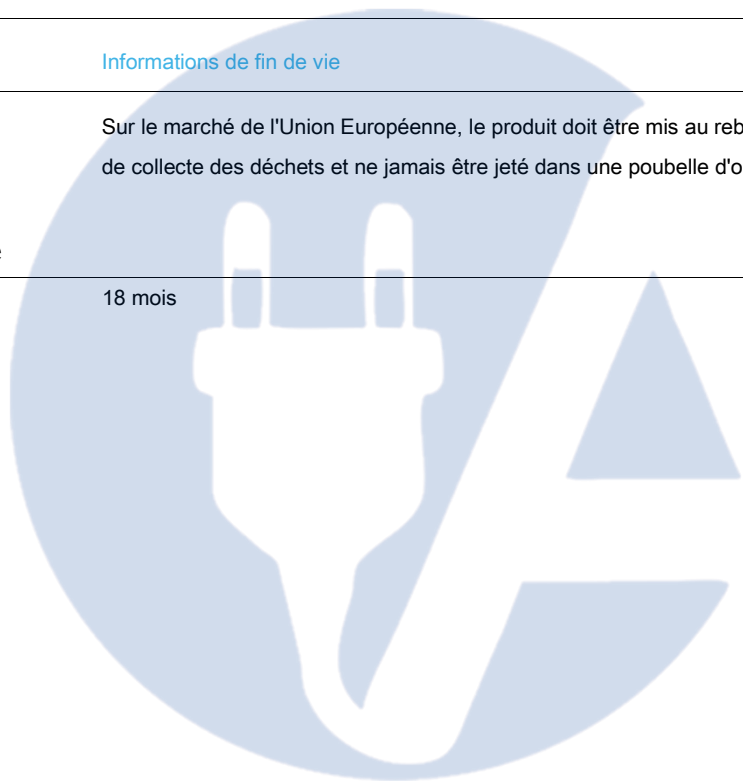 Informations de fin de vie
Sur le marché de l'Union Européenne, le produit doit être mis au reb
de collecte des déchets et ne jamais être jeté dans une poubelle d'o
e
18 mois